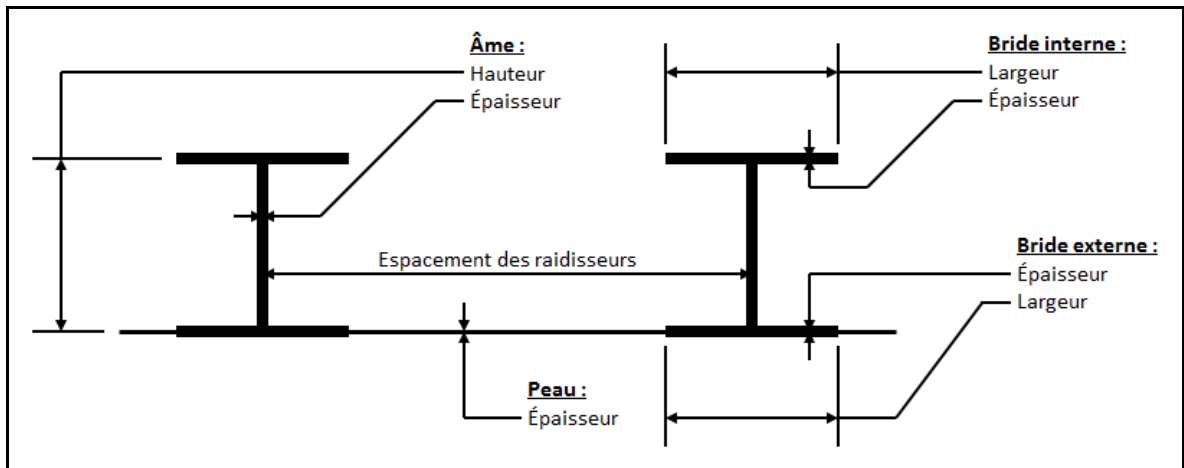 Âme :
Hauteur
Épaisseur
Bride interne :
Largeur
Épaisseur
Espacement des raidisseurs
Bride externe :
Épaisseur
Largeur
Peau :
Épaisseur